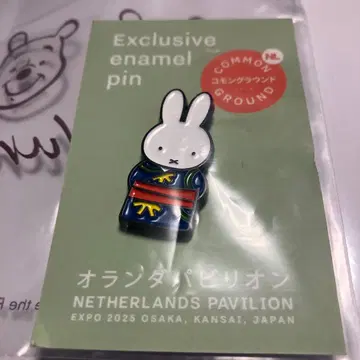 Exclusive
enamel
pin
NL
COMMON
コモングラウンド
GROUND
オランダパビリオン
NETHERLANDS PAVILION
EXPO 2025 OSAKA, KANSAI, JAPAN